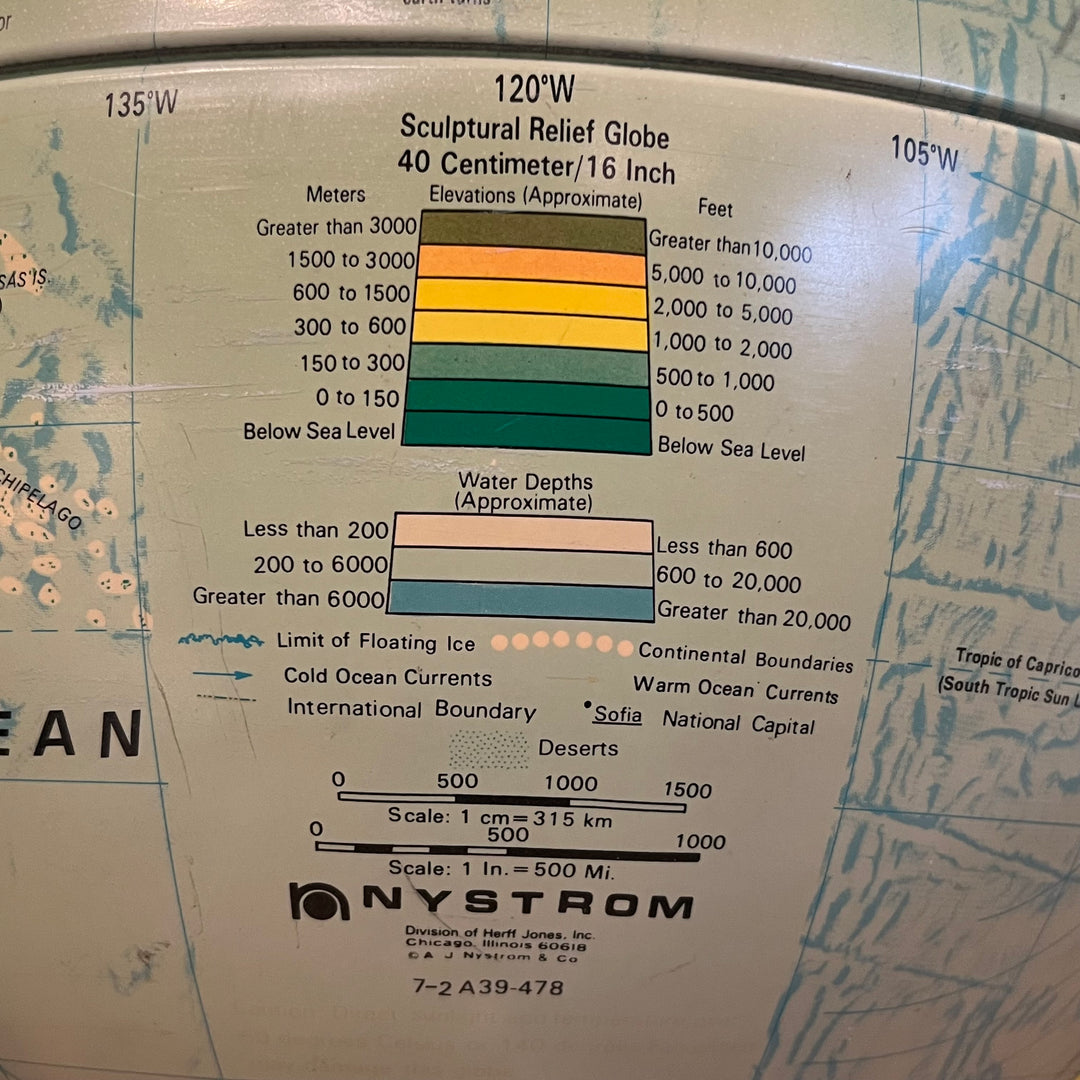 135°W
120°W
105°W
Sculptural Relief Globe
40 Centimeter/16 Inch
Meters
Elevations (Approximate)
Feet
Greater than 3000
Greater than 10,000
1500 to 3000
5,000 to 10,000
600 to 1500
2,000 to 5,000
300 to 600
1,000 to 2,000
150 to 300
500 to 1,000
0 to 150
0 to 500
Below Sea Level
Below Sea Level
Water Depths
(Approximate)
Less than 200
Less than 600
200 to 6000
600 to 20,000
Greater than 6000
Greater than 20,000
Limit of Floating Ice
Continental Boundaries
Cold Ocean Currents
Warm Ocean Currents
International Boundary
Sofia National Capital
Deserts
0 500 1000 1500
Scale: 1 cm=315 km
0 500 1000
Scale: 1 In.=500 Mi.
NYSTROM
Division of Herff Jones, Inc.
Chicago, Illinois 60618
© A J Nystrom & Co
7-2 A39-478
SAS IS.
CHIPELAGO
EAN
Tropic of Caprico
(South Tropic Sun L